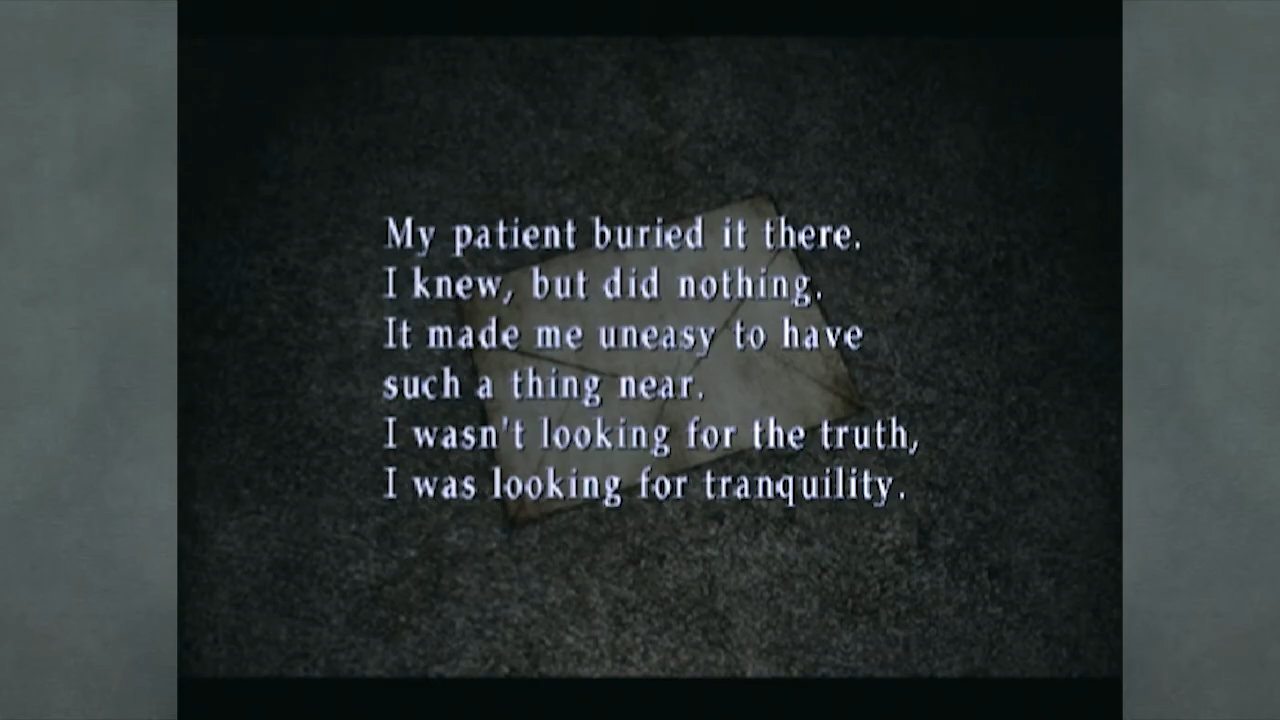 My patient buried it there.
I knew, but did nothing.
It made me uneasy to have
such a thing near.
I wasn't looking for the truth,
I was looking for tranquility.